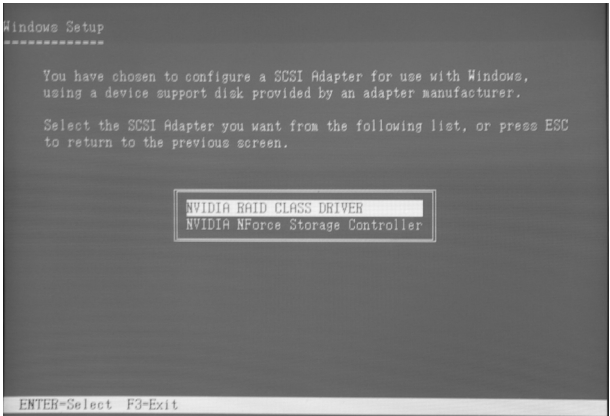 Windows Setup
=============
You have chosen to configure a SCSI Adapter for use with Windows,
using a device support disk provided by an adapter manufacturer.
Select the SCSI Adapter you want from the following list, or press ESC
to return to the previous screen.
NVIDIA RAID CLASS DRIVER
NVIDIA NForce Storage Controller
ENTER=Select F3=Exit